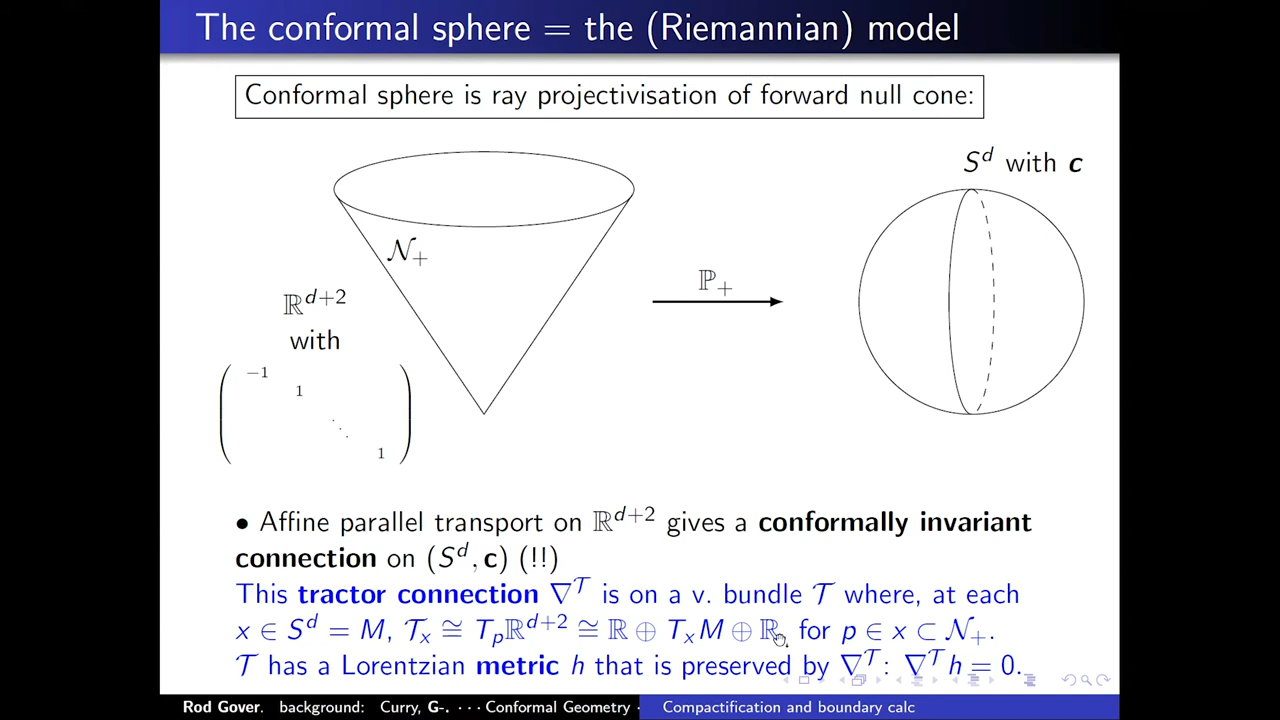 The conformal sphere = the (Riemannian) model
Conformal sphere is ray projectivisation of forward null cone:
S^d with c
𝒩₊
ℙ₊
ℝ^{d+2}
with
−1
1
⋱
1
• Affine parallel transport on ℝ^{d+2} gives a conformally invariant
connection on (S^d, c) (!!)
This tractor connection ∇^𝒯 is on a v. bundle 𝒯 where, at each
x ∈ S^d = M, 𝒯_x ≅ T_pℝ^{d+2} ≅ ℝ ⊕ T_xM ⊕ ℝ, for p ∈ x ⊂ 𝒩₊.
𝒯 has a Lorentzian metric h that is preserved by ∇^𝒯: ∇^𝒯h = 0.
Rod Gover. background: Curry, G-. ··· Conformal Geometry · Compactification and boundary calc